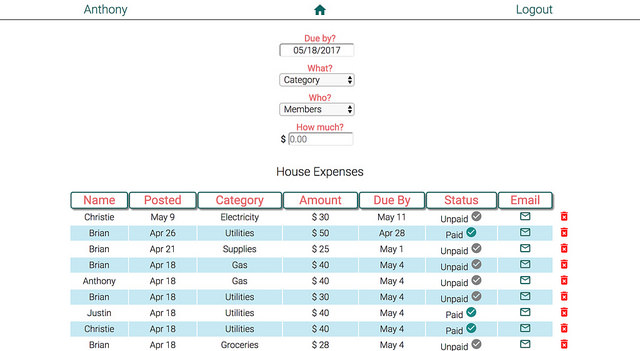 Anthony Logout
Due by?
05/18/2017
What?
Category
Who?
Members
How much?
$ 0.00
House Expenses
Name Posted Category Amount Due By Status Email
Christie May 9 Electricity $ 30 May 11 Unpaid
Brian Apr 26 Utilities $ 50 Apr 28 Paid
Brian Apr 21 Supplies $ 25 May 1 Unpaid
Brian Apr 18 Gas $ 40 May 4 Unpaid
Anthony Apr 18 Gas $ 40 May 4 Unpaid
Brian Apr 18 Utilities $ 30 May 4 Unpaid
Justin Apr 18 Utilities $ 40 May 4 Paid
Christie Apr 18 Utilities $ 40 May 4 Paid
Brian Apr 18 Groceries $ 28 May 4 Unpaid